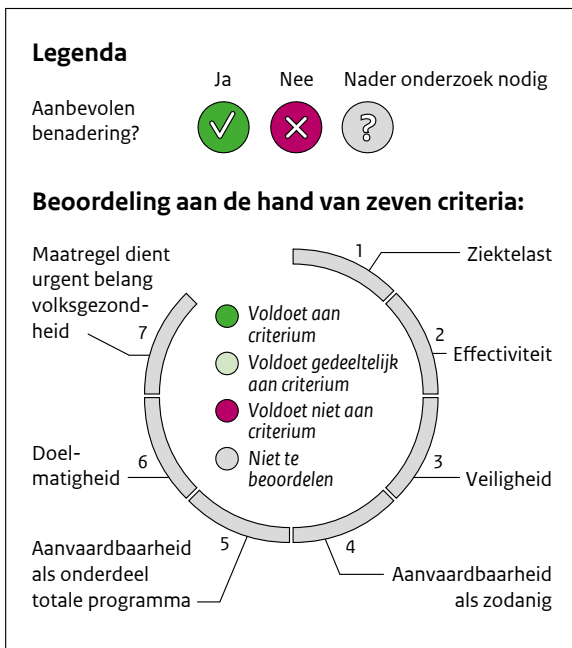 Legenda
Ja Nee Nader onderzoek nodig
Aanbevolen
benadering?
?
Beoordeling aan de hand van zeven criteria:
1 Ziektelast
2 Effectiviteit
3 Veiligheid
4 Aanvaardbaarheid
als zodanig
5 Aanvaardbaarheid
als onderdeel
totale programma
6 Doel-
matigheid
7 Maatregel dient
urgent belang
volksgezond-
heid
Voldoet aan
criterium
Voldoet gedeeltelijk
aan criterium
Voldoet niet aan
criterium
Niet te
beoordelen